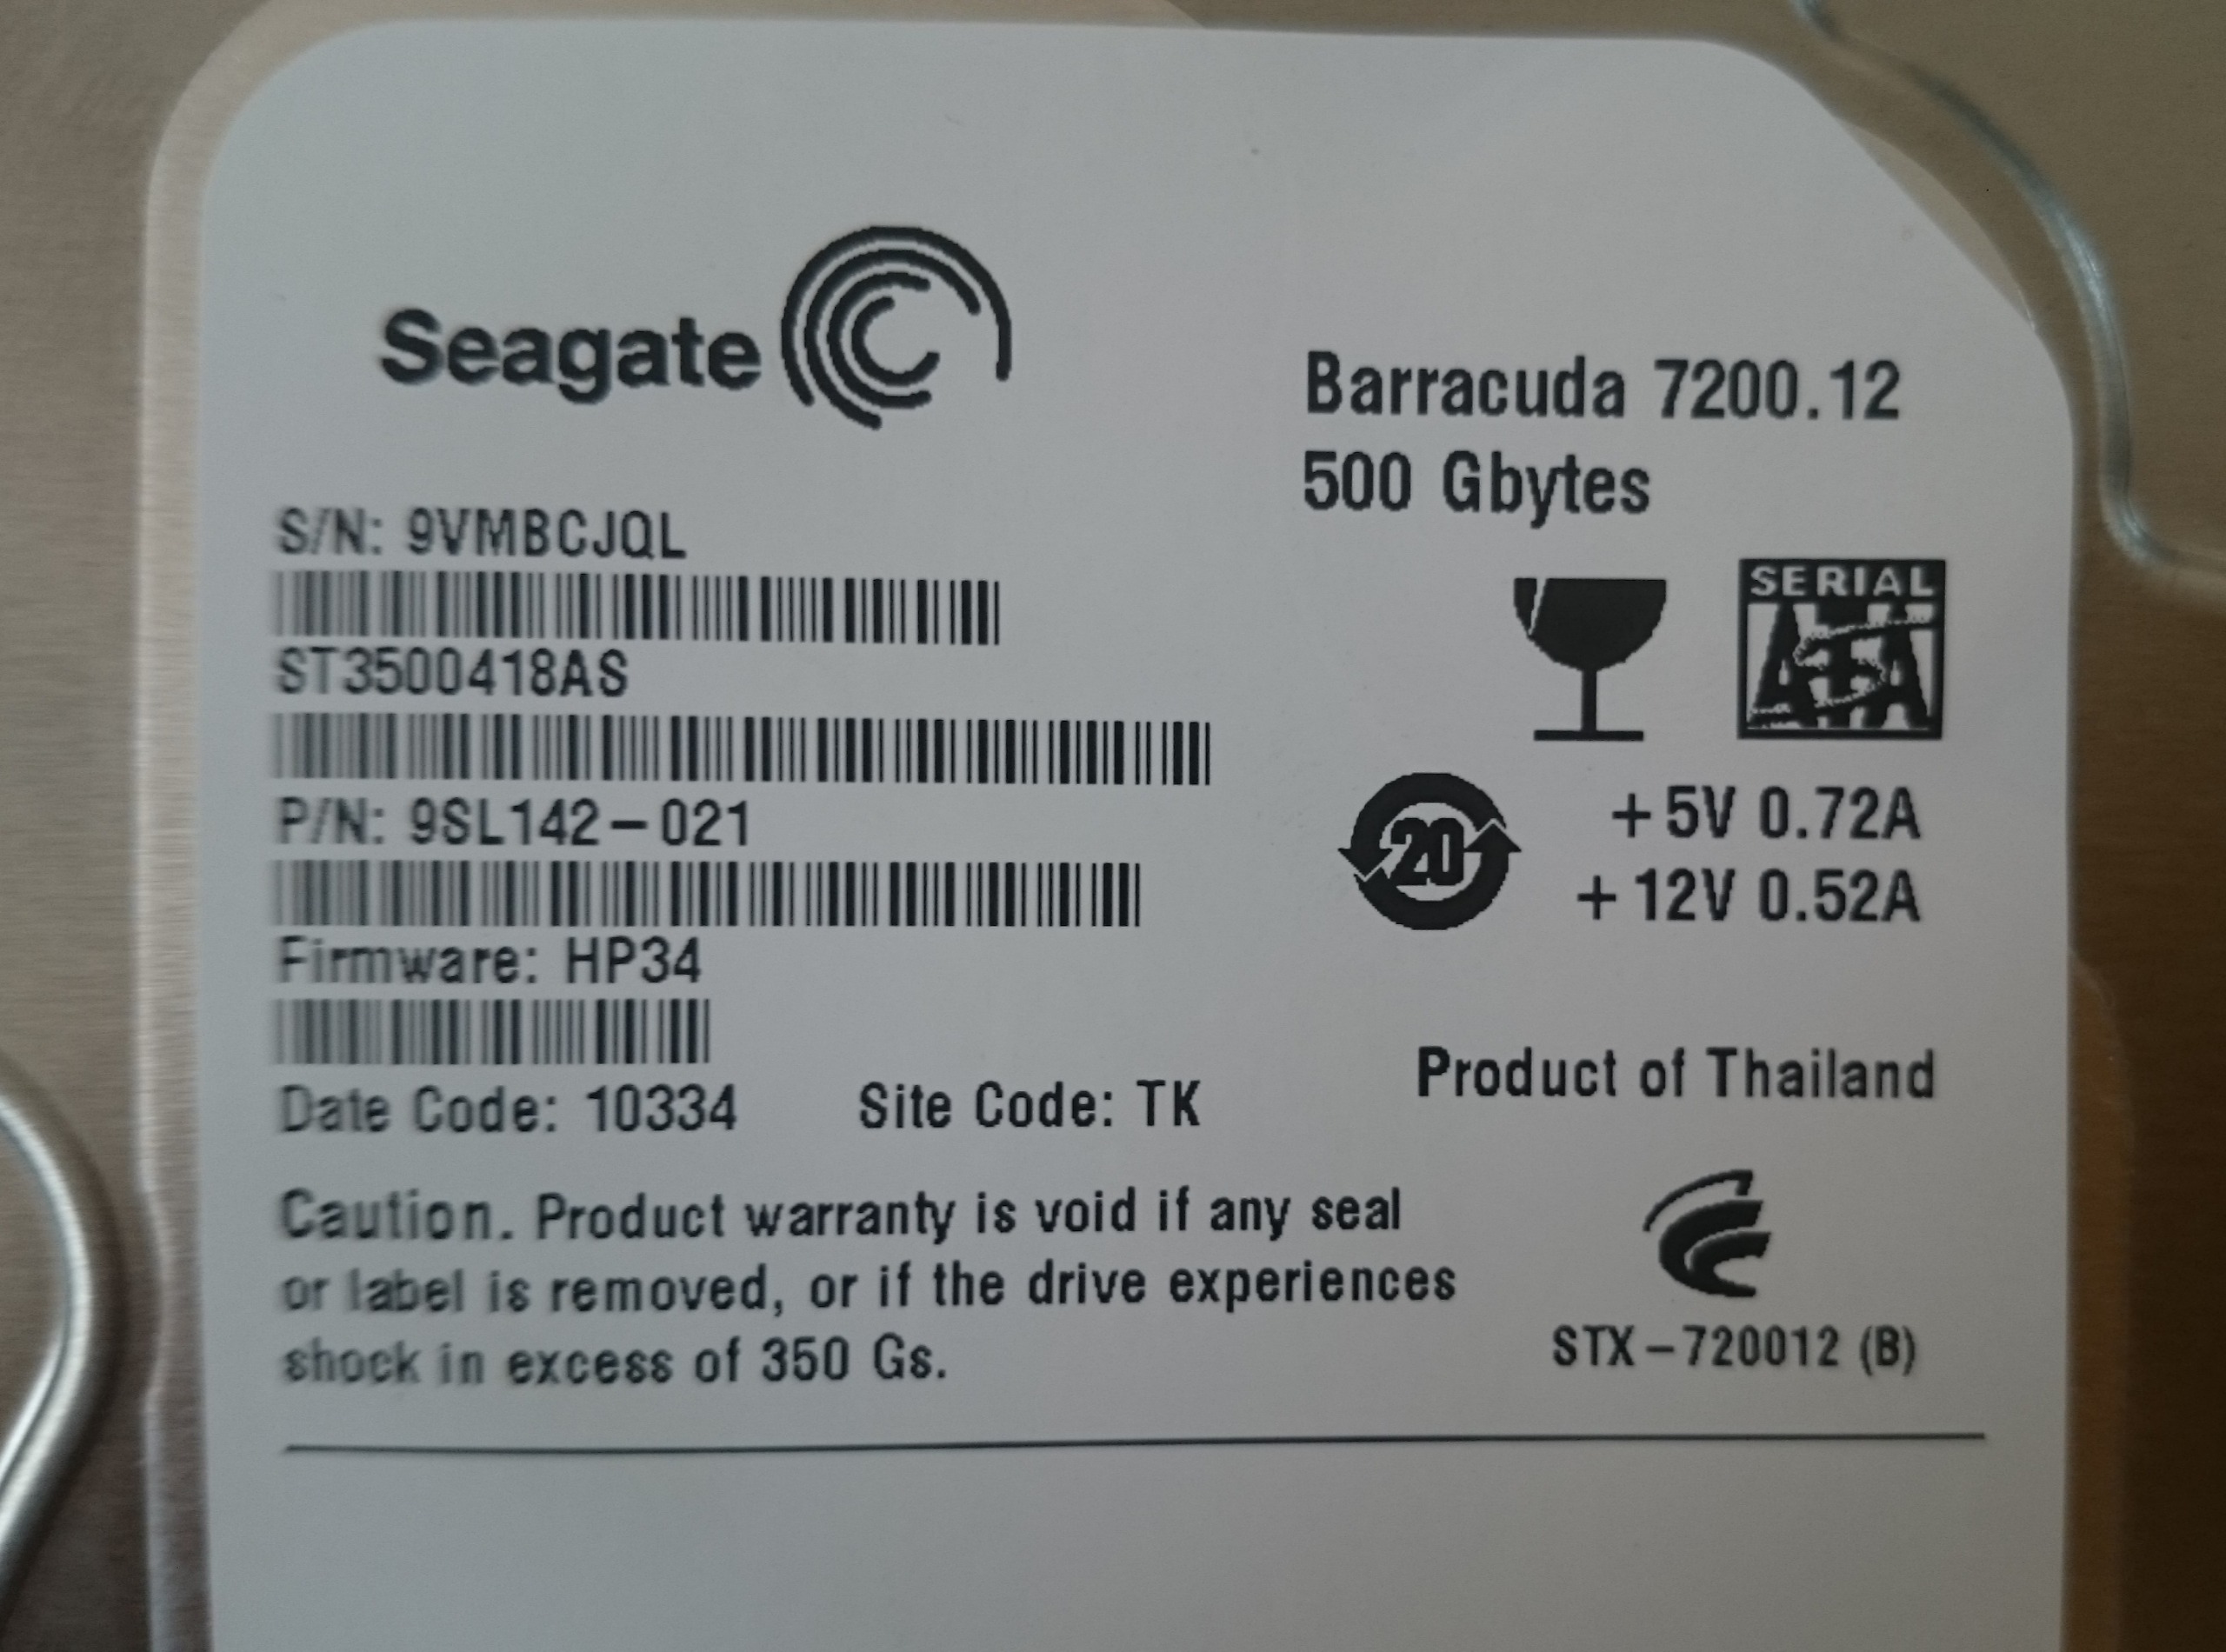 Seagate
Barracuda 7200.12
500 Gbytes
S/N: 9VMBCJQL
ST3500418AS
P/N: 9SL142-021
Firmware: HP34
Date Code: 10334 Site Code: TK
SERIAL
ATA
20
+5V 0.72A
+12V 0.52A
Product of Thailand
Caution. Product warranty is void if any seal
or label is removed, or if the drive experiences
shock in excess of 350 Gs.
STX-720012 (B)